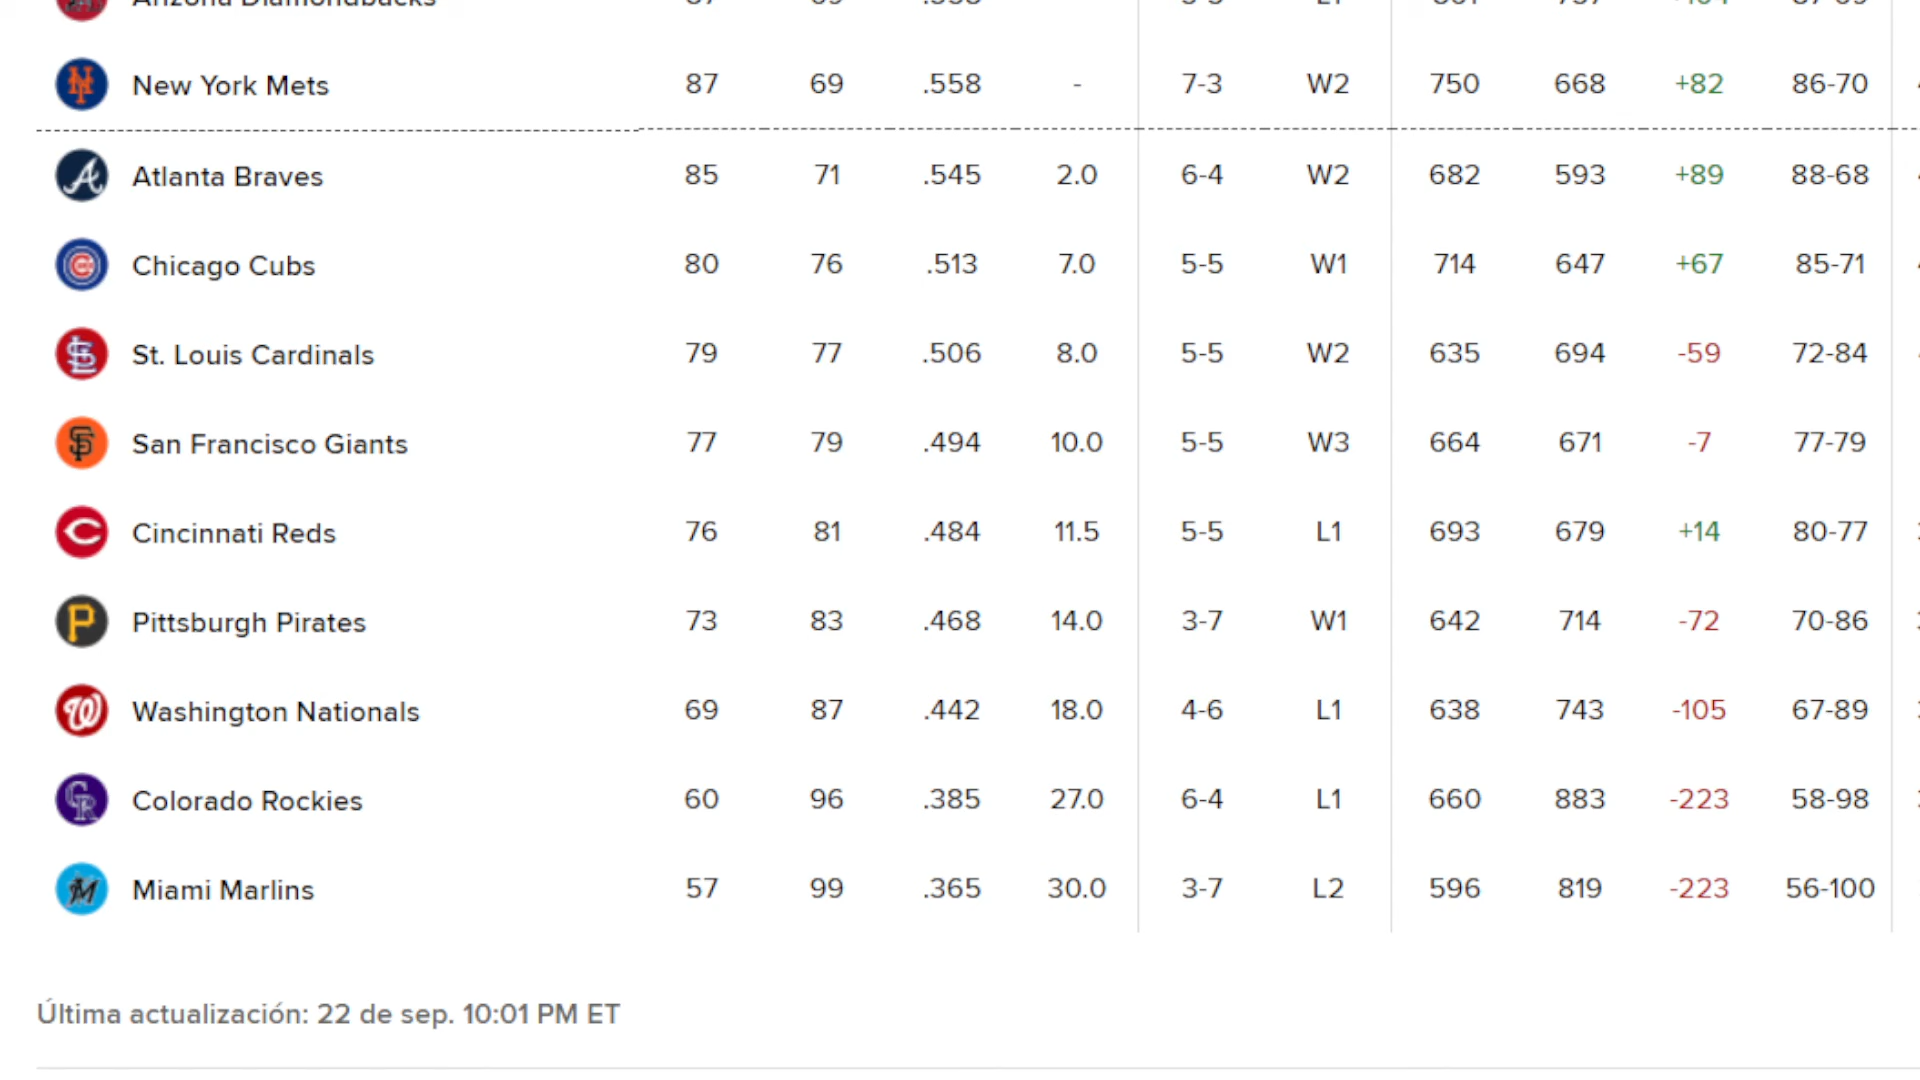 Arizona Diamondbacks 87 69 .558 - 5-5 L1
New York Mets 87 69 .558 - 7-3 W2 750 668 +82 86-70
Atlanta Braves 85 71 .545 2.0 6-4 W2 682 593 +89 88-68
Chicago Cubs 80 76 .513 7.0 5-5 W1 714 647 +67 85-71
St. Louis Cardinals 79 77 .506 8.0 5-5 W2 635 694 -59 72-84
San Francisco Giants 77 79 .494 10.0 5-5 W3 664 671 -7 77-79
Cincinnati Reds 76 81 .484 11.5 5-5 L1 693 679 +14 80-77
Pittsburgh Pirates 73 83 .468 14.0 3-7 W1 642 714 -72 70-86
Washington Nationals 69 87 .442 18.0 4-6 L1 638 743 -105 67-89
Colorado Rockies 60 96 .385 27.0 6-4 L1 660 883 -223 58-98
Miami Marlins 57 99 .365 30.0 3-7 L2 596 819 -223 56-100
Última actualización: 22 de sep. 10:01 PM ET